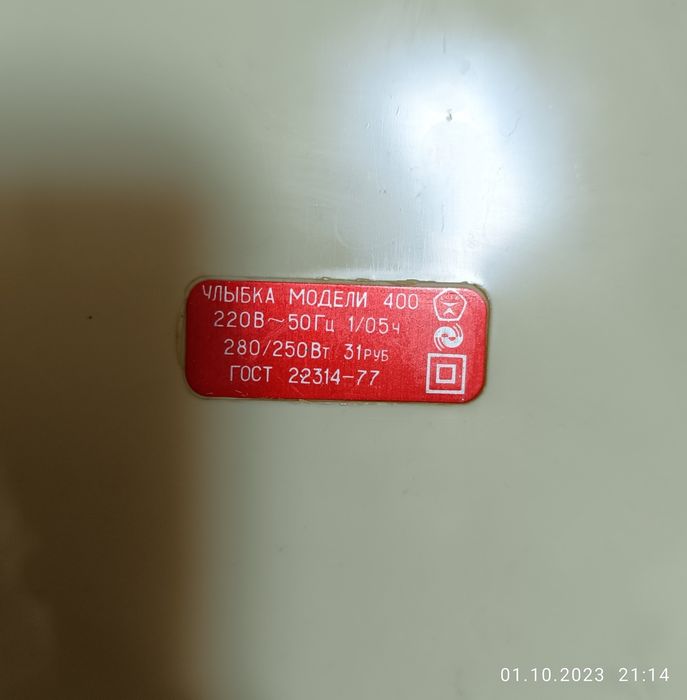 УЛЫБКА МОДЕЛИ 400
220В~50Гц 1/05ч
280/250Вт 31РУБ
ГОСТ 22314-77
01.10.2023 21:14